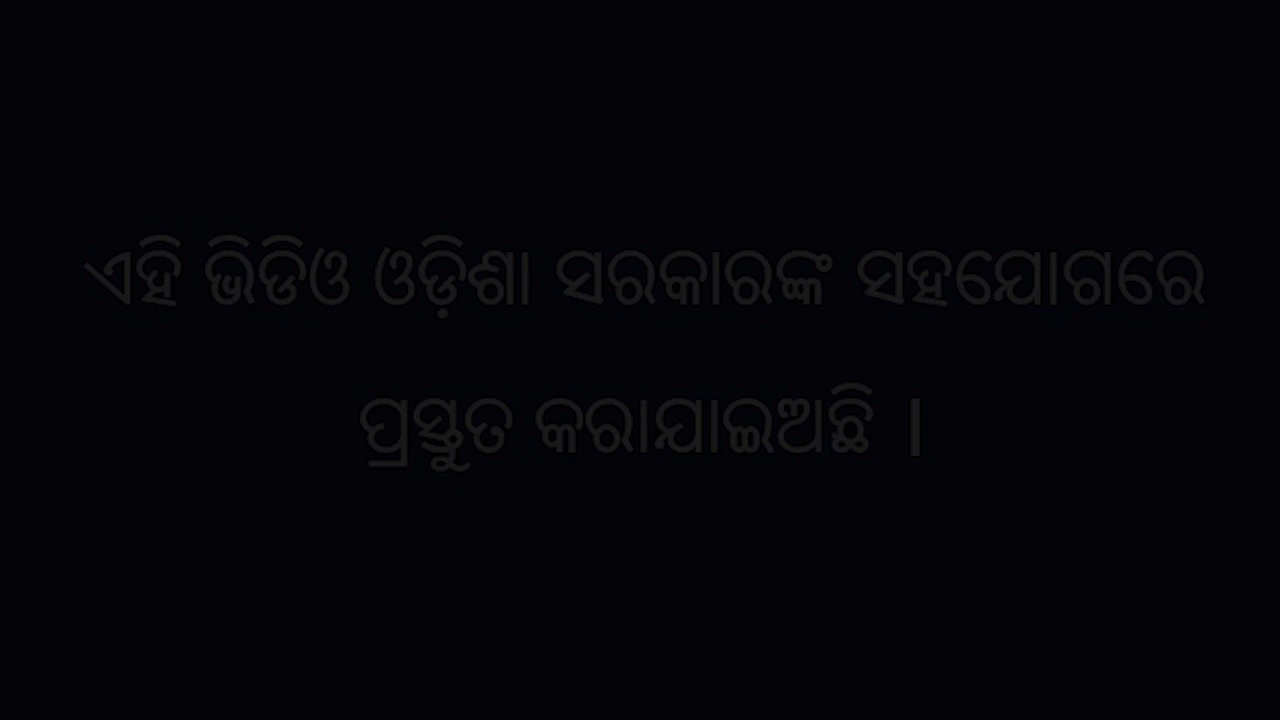 ଏହି ଭିଡିଓ ଓଡ଼ିଶା ସରକାରଙ୍କ ସହଯୋଗରେ
ପ୍ରସ୍ତୁତ କରାଯାଇଅଛି ।